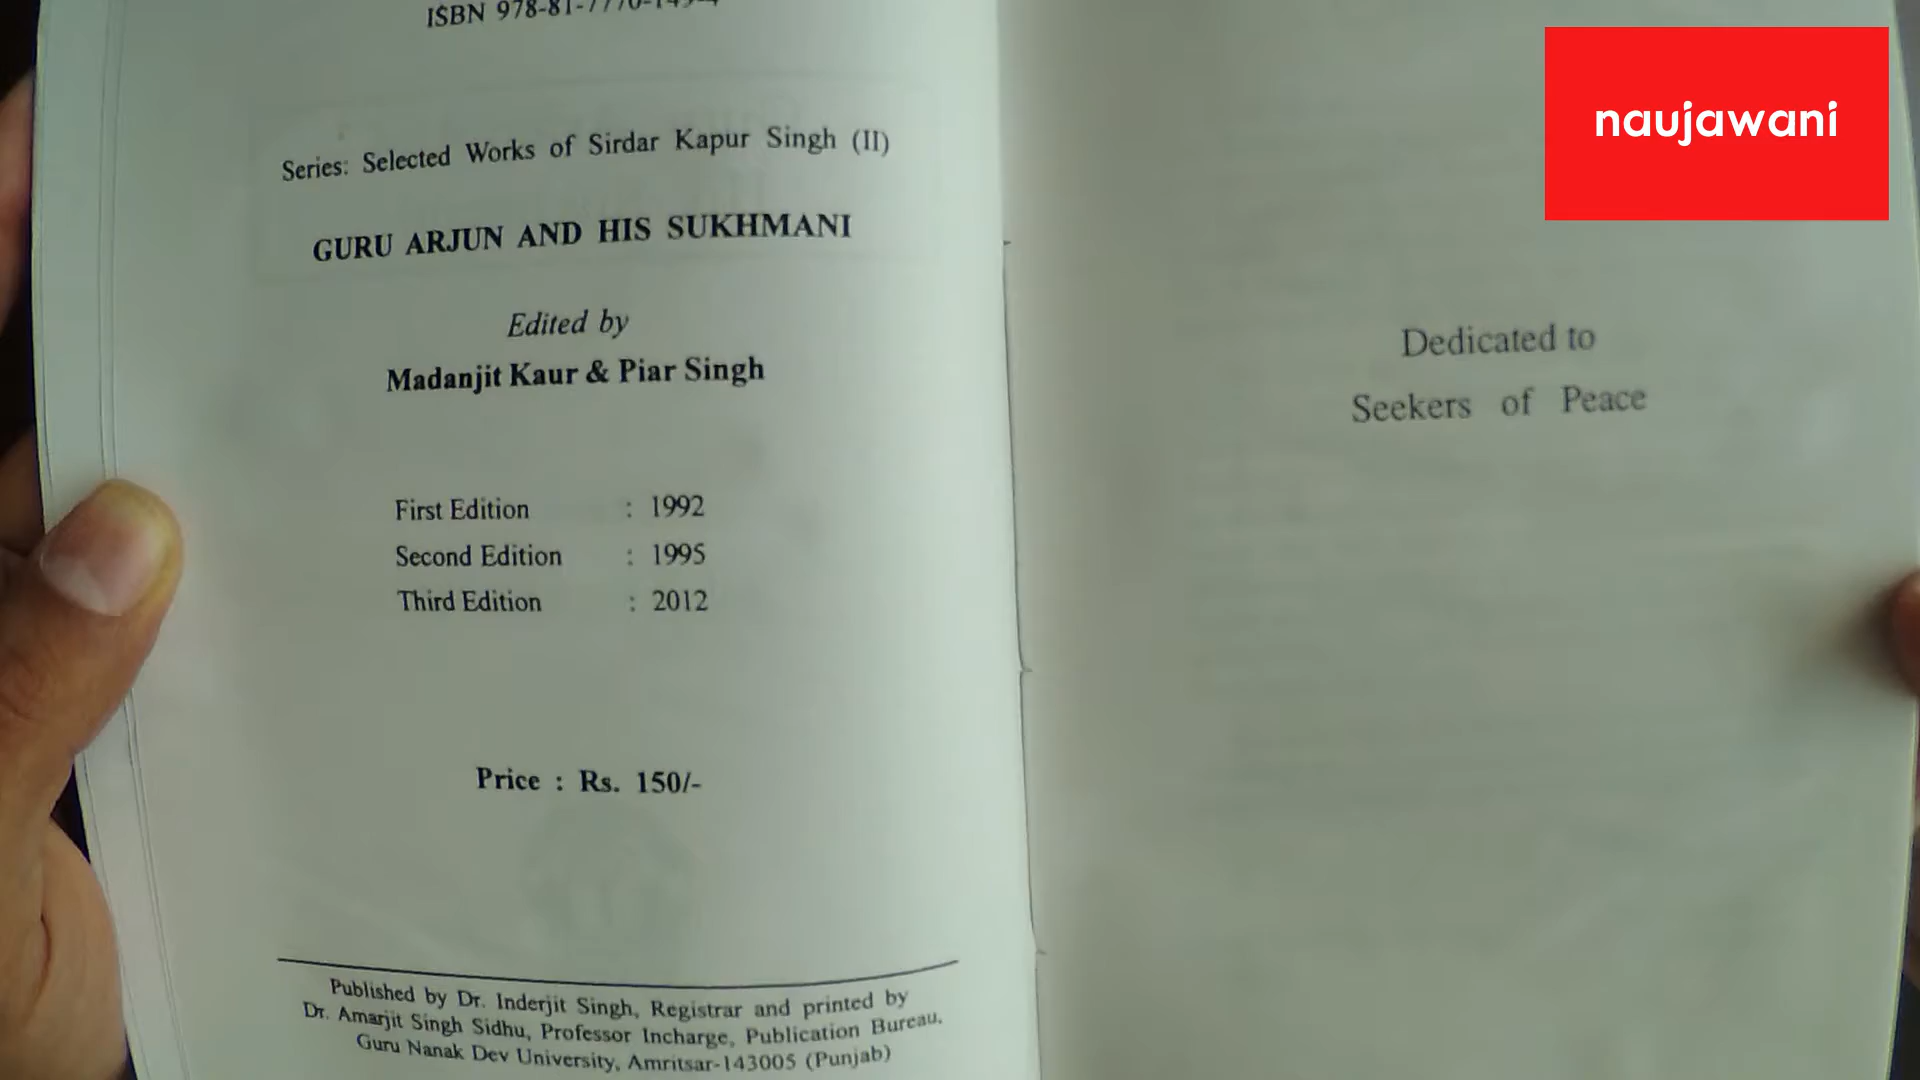 ISBN
Series: Selected Works of Sirdar Kapur Singh (II)
GURU ARJUN AND HIS SUKHMANI
Edited by
Madanjit Kaur & Piar Singh
First Edition : 1992
Second Edition : 1995
Third Edition : 2012
Price : Rs. 150/-
Published by Dr. Inderjit Singh, Registrar and printed by
Dr. Amarjit Singh Sidhu, Professor Incharge, Publication Bureau,
Guru Nanak Dev University, Amritsar-143005 (Punjab)
naujawani
Dedicated to
Seekers of Peace